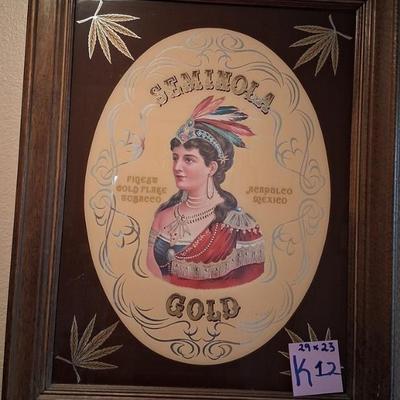 SEMINOLA
FINEST
GOLD FLAKE
TOBACCO
ACAPULCO
MEXICO
GOLD
29 x 23
K12